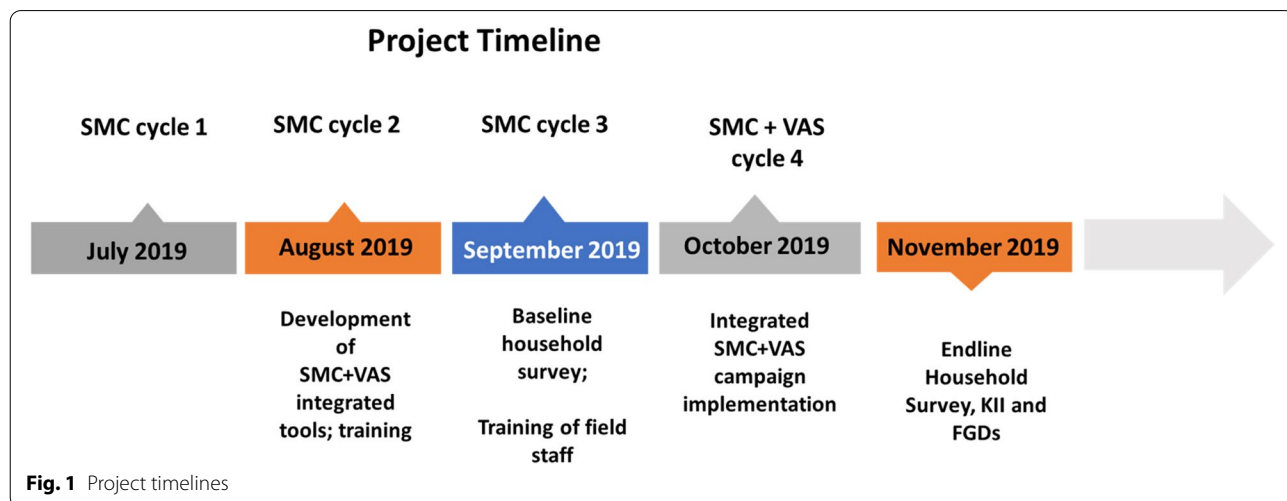 Project Timeline
SMC cycle 1
SMC cycle 2
SMC cycle 3
SMC + VAS
cycle 4
July 2019
August 2019
September 2019
October 2019
November 2019
Development
of
SMC+VAS
integrated
tools; training
Baseline
household
survey;
Training of field
staff
Integrated
SMC+VAS
campaign
implementation
Endline
Household
Survey, KII and
FGDs
Fig. 1 Project timelines